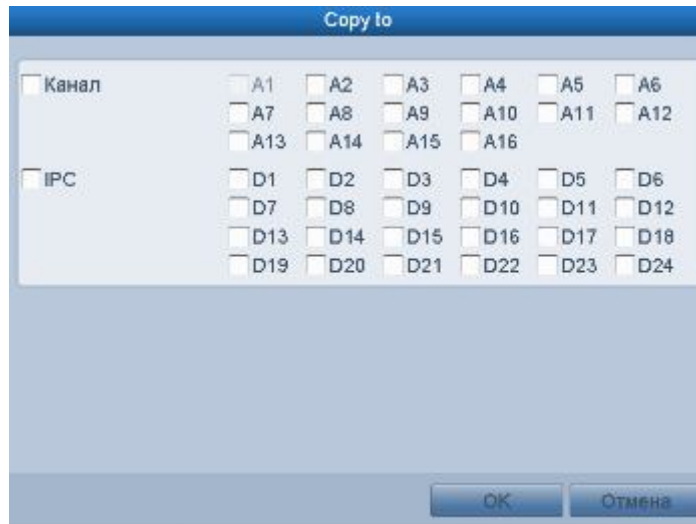 Copy to
Канал A1 A2 A3 A4 A5 A6
A7 A8 A9 A10 A11 A12
A13 A14 A15 A16
IPC D1 D2 D3 D4 D5 D6
D7 D8 D9 D10 D11 D12
D13 D14 D15 D16 D17 D18
D19 D20 D21 D22 D23 D24
OK Отмена